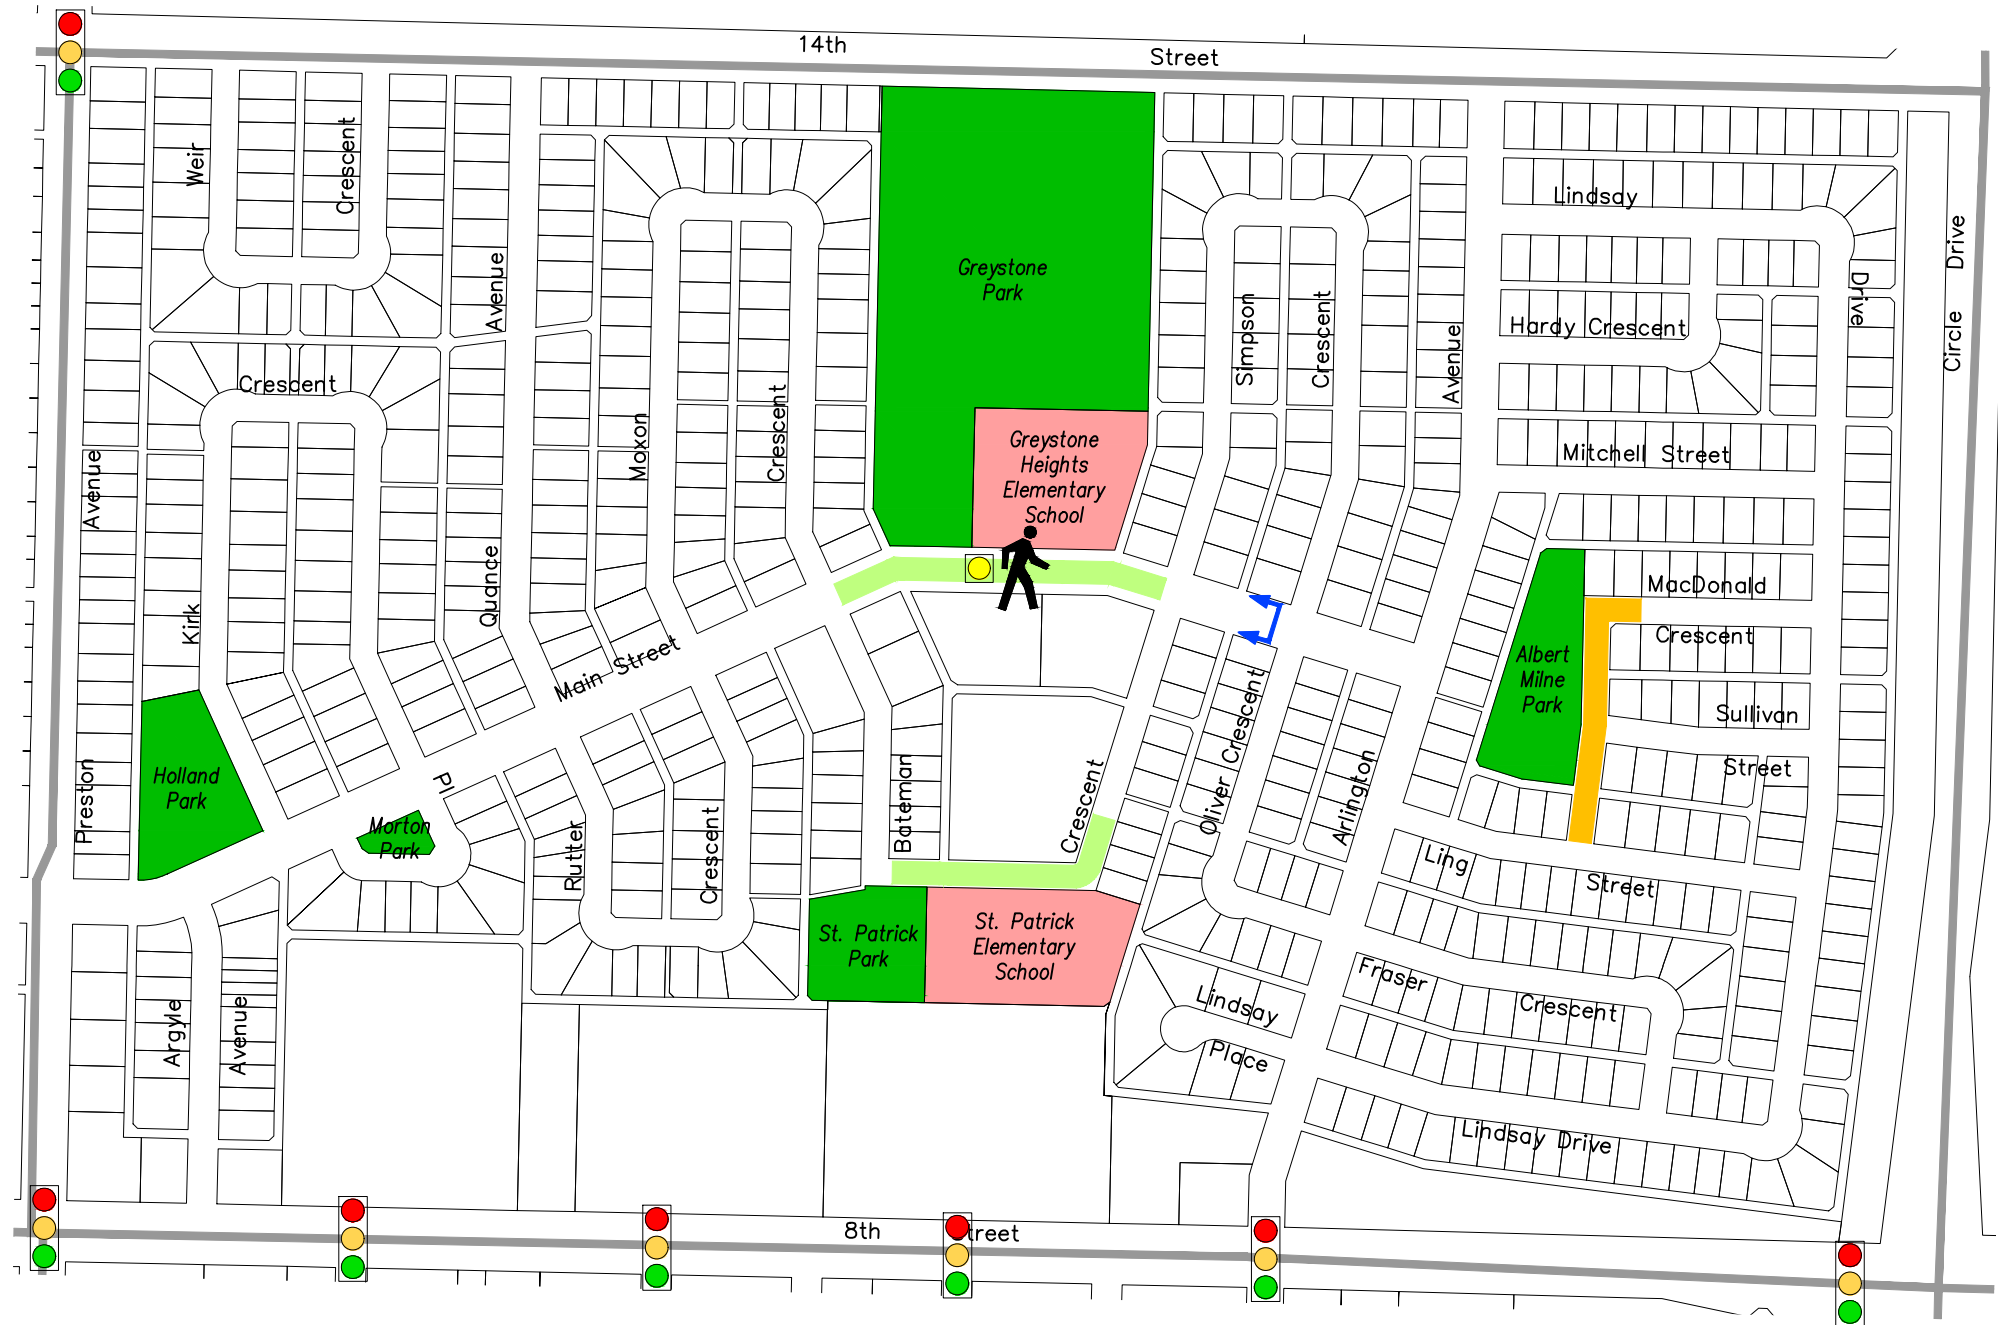 14th
Street
Weir
Crescent
Avenue
Greystone
Park
Lindsay
Drive
Drive
Circle
Simpson
Crescent
Avenue
Hardy Crescent
Crescent
Moxon
Crescent
Greystone
Heights
Elementary
School
Mitchell Street
Avenue
Kirk
Quance
Main Street
MacDonald
Crescent
Albert
Milne
Park
Sullivan
Street
Oliver Crescent
Arlington
Holland
Park
Preston
Pl
Morton
Park
Rutter
Crescent
Bateman
Crescent
Ling
Street
St. Patrick
Park
St. Patrick
Elementary
School
Fraser
Crescent
Lindsay
Place
Argyle
Avenue
Lindsay Drive
8th
Street